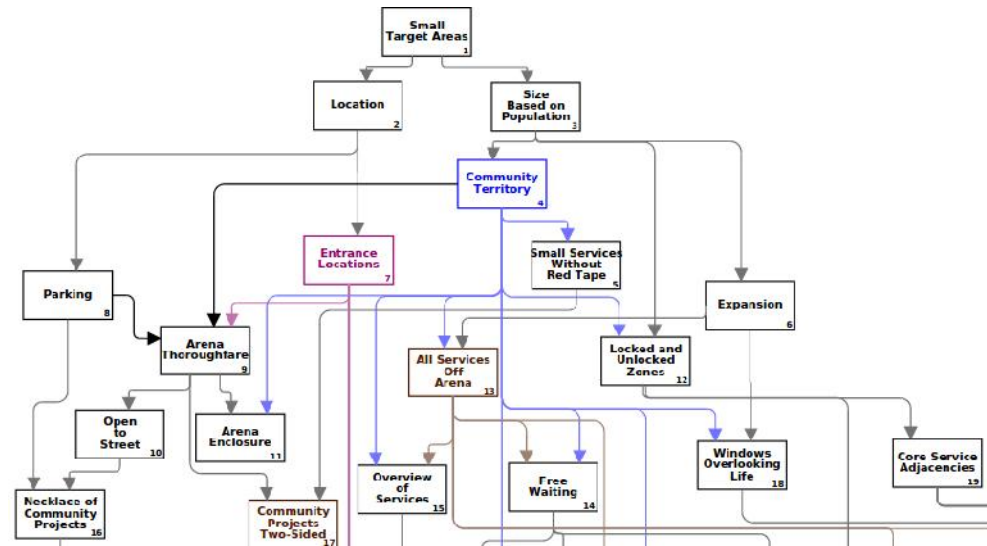 Small
Target Areas
1
Location
2
Size
Based on
Population
3
Community
Territory
4
Small Services
Without
Red Tape
5
Entrance
Locations
7
Parking
8
Expansion
6
Arena
Thoroughfare
9
All Services
Off
Arena
13
Locked and
Unlocked
Zones
12
Open
to
Street
10
Arena
Enclosure
11
Overview
of
Services
15
Free
Waiting
14
Windows
Overlooking
Life
18
Core Service
Adjacencies
19
Necklace of
Community
Projects
16
Community
Projects
Two-Sided
17